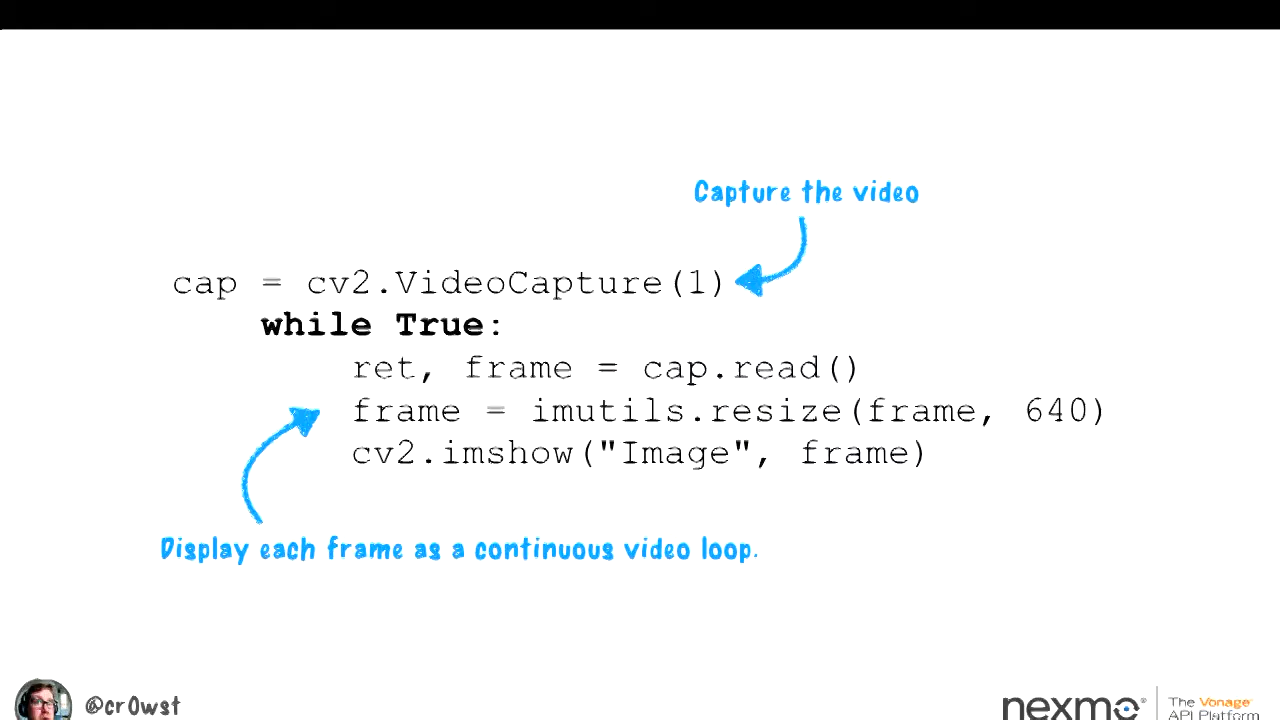 Capture the video
cap = cv2.VideoCapture(1)
while True:
ret, frame = cap.read()
frame = imutils.resize(frame, 640)
cv2.imshow("Image", frame)
Display each frame as a continuous video loop.
@cr0wst
nexmo
The Vonage
API Platform